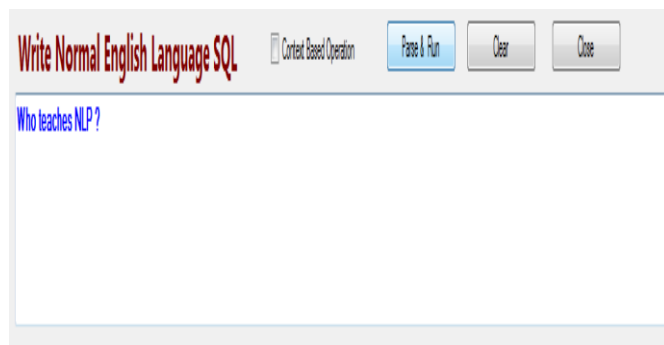 Write Normal English Language SQL Context Based Operation Parse & Run Clear Close
Who teaches NLP ?